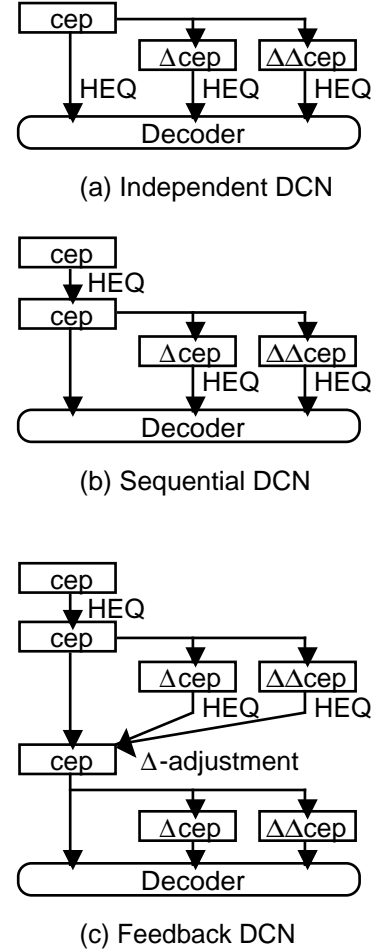 cep
Δcep ΔΔcep
HEQ HEQ HEQ
Decoder
(a) Independent DCN
cep
HEQ
cep
Δcep ΔΔcep
HEQ HEQ
Decoder
(b) Sequential DCN
cep
HEQ
cep
Δcep ΔΔcep
HEQ HEQ
cep Δ-adjustment
Δcep ΔΔcep
Decoder
(c) Feedback DCN